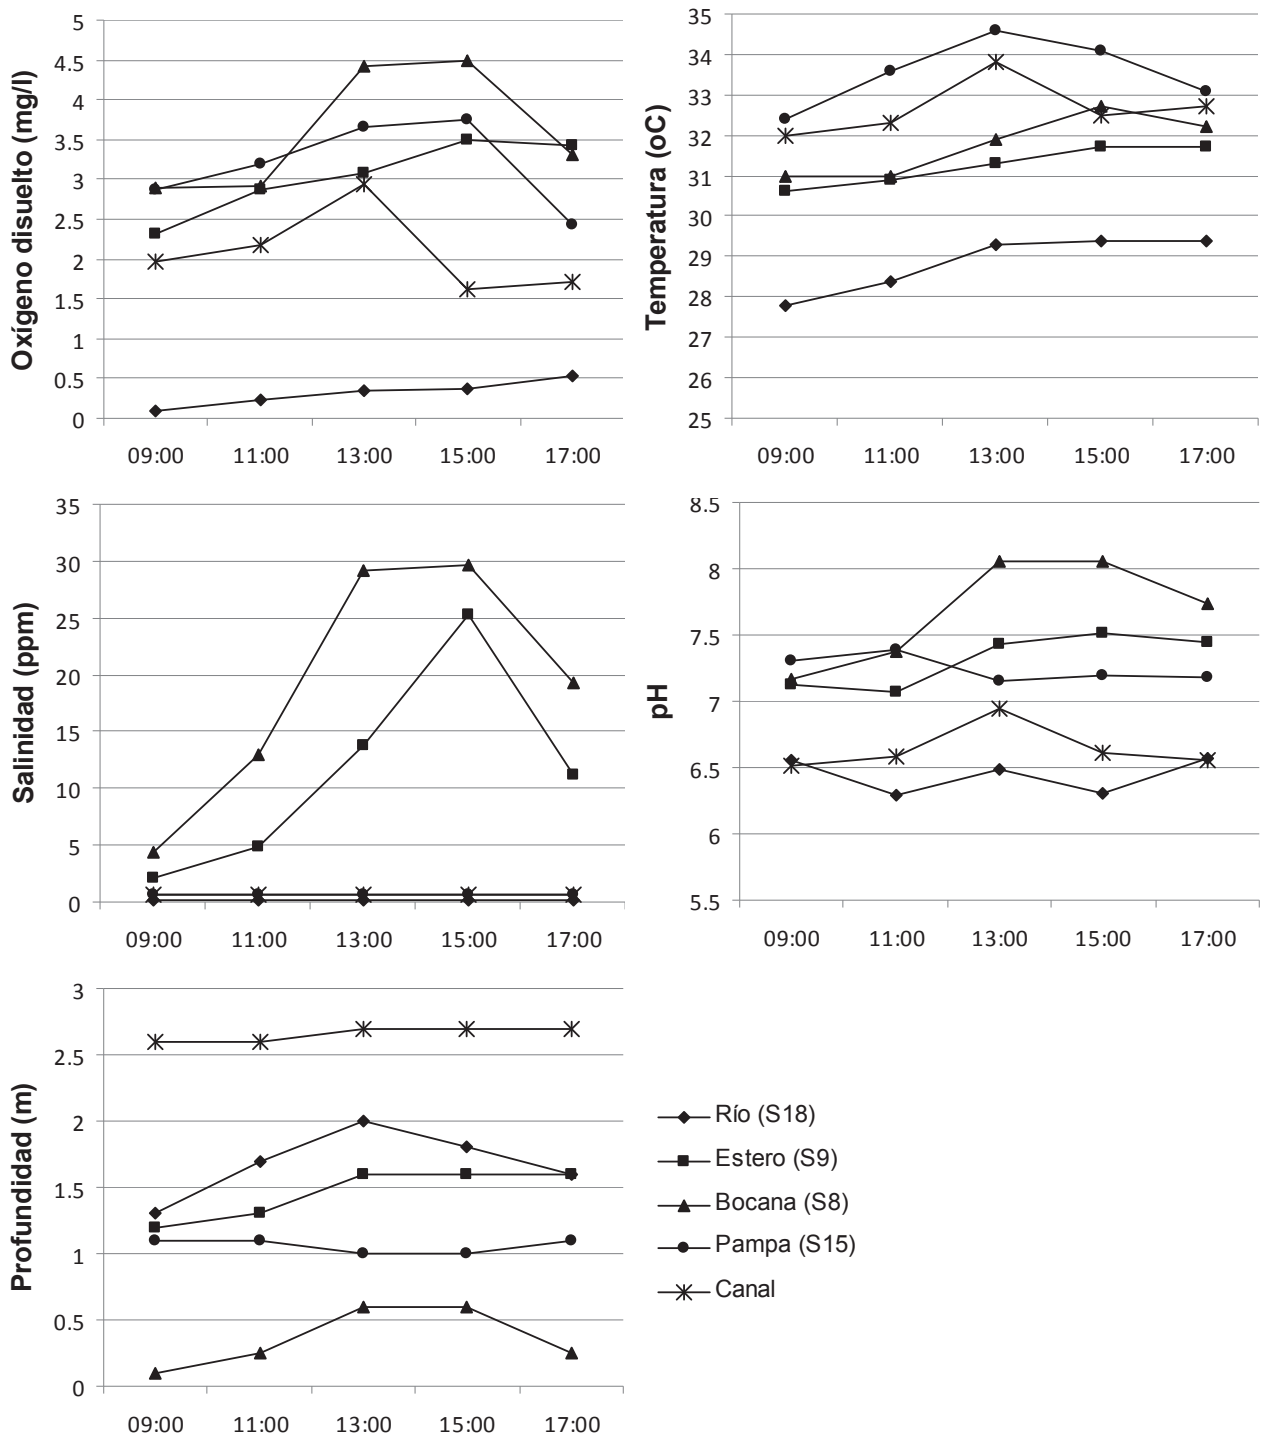 Oxígeno disuelto (mg/l)
5
4.5
4
3.5
3
2.5
2
1.5
1
0.5
0
09:00 11:00 13:00 15:00 17:00
Temperatura (oC)
35
34
33
32
31
30
29
28
27
26
25
09:00 11:00 13:00 15:00 17:00
Salinidad (ppm)
35
30
25
20
15
10
5
0
09:00 11:00 13:00 15:00 17:00
pH
8.5
8
7.5
7
6.5
6
5.5
09:00 11:00 13:00 15:00 17:00
Profundidad (m)
3
2.5
2
1.5
1
0.5
0
09:00 11:00 13:00 15:00 17:00
Río (S18)
Estero (S9)
Bocana (S8)
Pampa (S15)
Canal